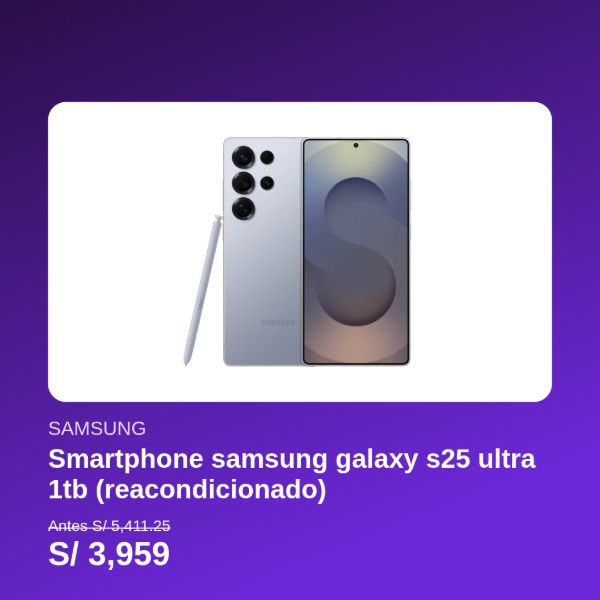 SAMSUNG
SAMSUNG
Smartphone samsung galaxy s25 ultra
1tb (reacondicionado)
Antes S/ 5,411.25
S/ 3,959